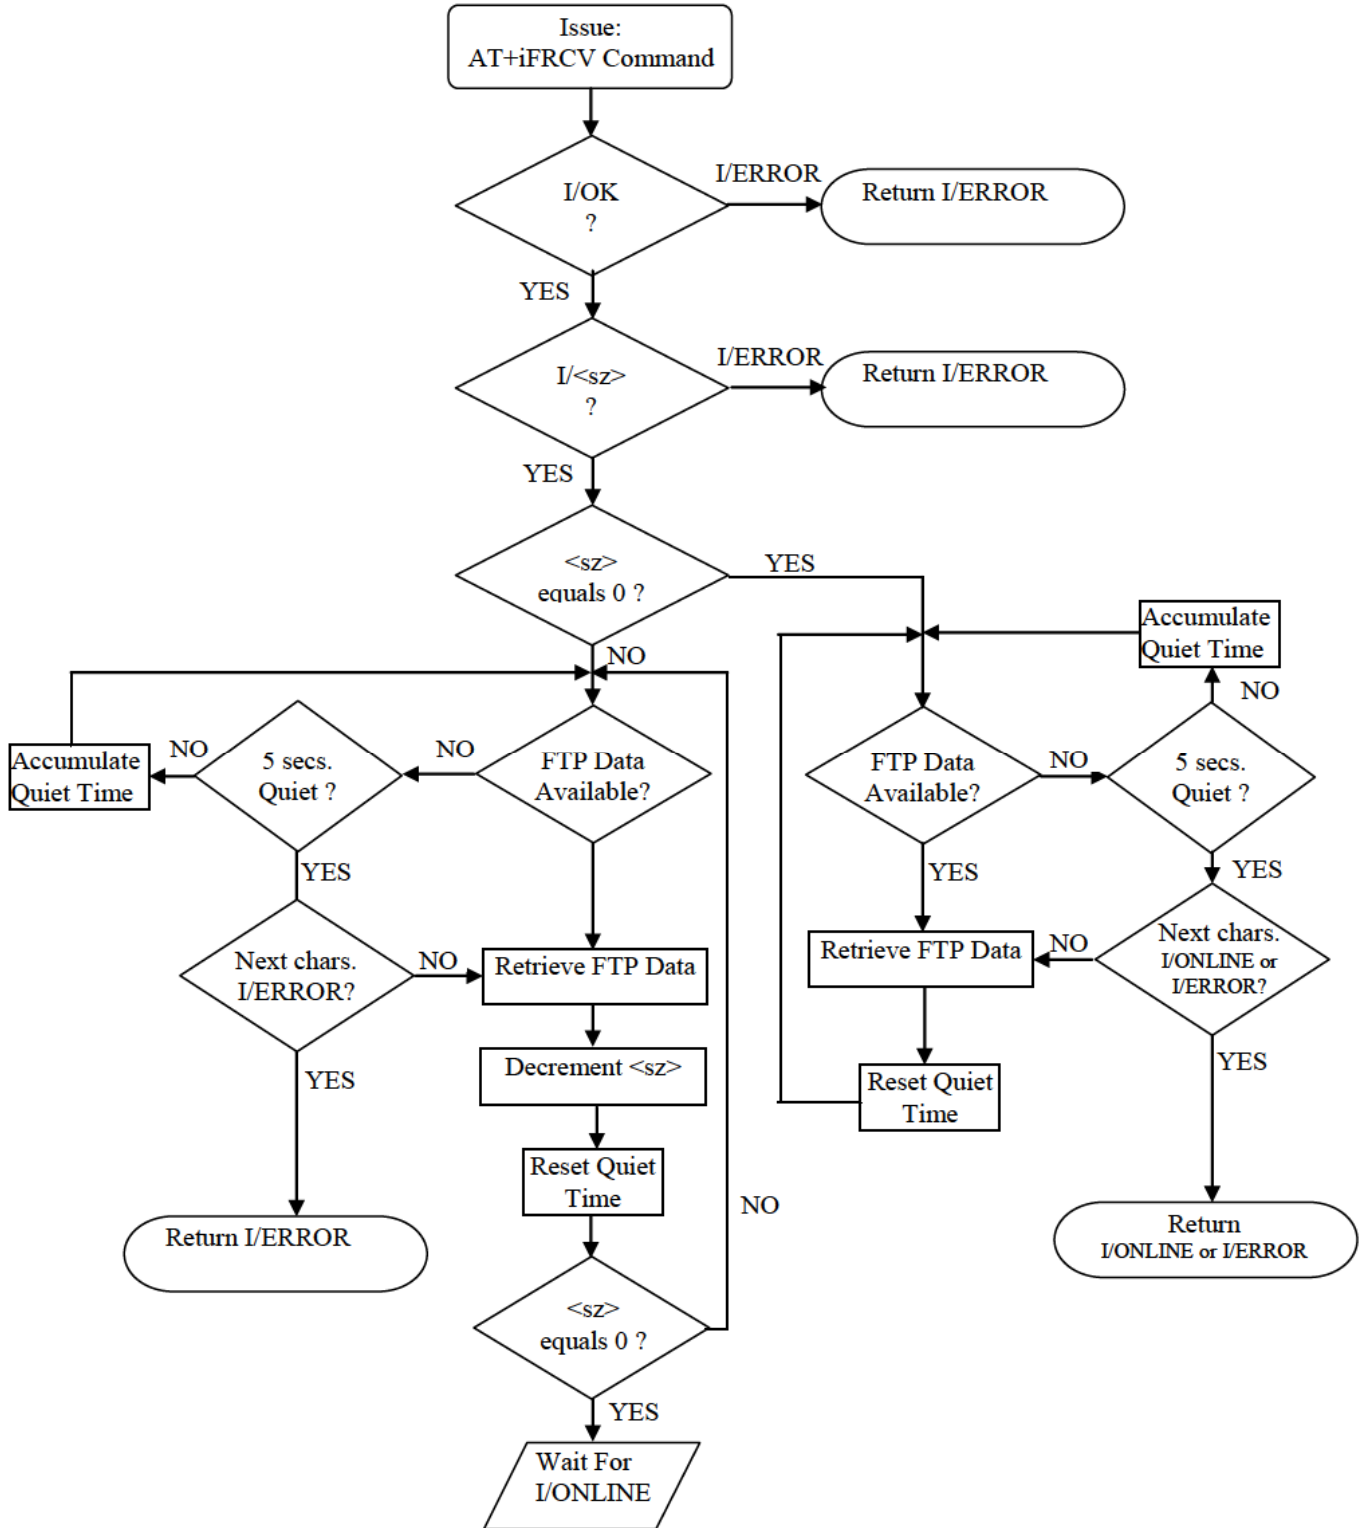 Issue:
AT+iFRCV Command
I/OK
?
I/ERROR
Return I/ERROR
YES
I/<sz>
?
I/ERROR
Return I/ERROR
YES
<sz>
equals 0 ?
YES
NO
Accumulate
Quiet Time
NO
5 secs.
Quiet ?
NO
FTP Data
Available?
NO
Accumulate
Quiet Time
FTP Data
Available?
NO
5 secs.
Quiet ?
NO
YES
Next chars.
I/ERROR?
NO
Retrieve FTP Data
YES
Decrement <sz>
Reset Quiet
Time
Return I/ERROR
<sz>
equals 0 ?
NO
YES
Wait For
I/ONLINE
YES
Retrieve FTP Data
NO
YES
Next chars.
I/ONLINE or
I/ERROR?
Reset Quiet
Time
YES
Return
I/ONLINE or I/ERROR